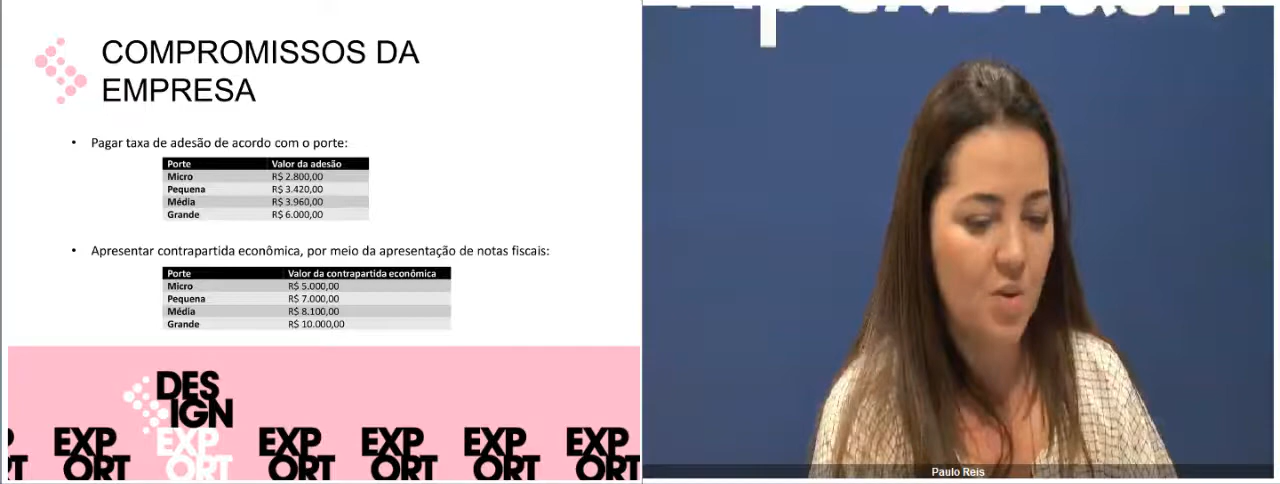 COMPROMISSOS DA
EMPRESA
• Pagar taxa de adesão de acordo com o porte:
Porte Valor da adesão
Micro R$ 2.800,00
Pequena R$ 3.420,00
Média R$ 3.960,00
Grande R$ 6.000,00
• Apresentar contrapartida econômica, por meio da apresentação de notas fiscais:
Porte Valor da contrapartida econômica
Micro R$ 5.000,00
Pequena R$ 7.000,00
Média R$ 8.100,00
Grande R$ 10.000,00
DES
IGN
EXP EXP EXP EXP EXP EXP
RT ORT ORT ORT ORT ORT ORT
Paulo Reis